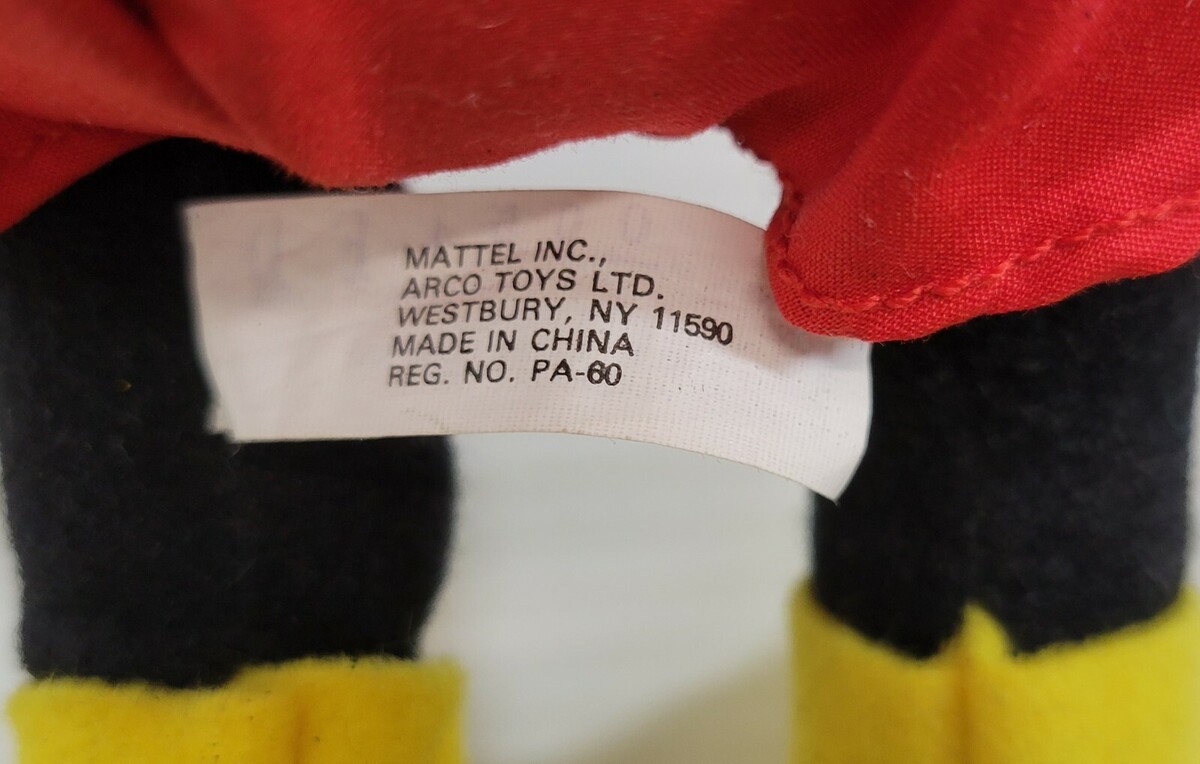 MATTEL INC.,
ARCO TOYS LTD.
WESTBURY, NY 11590
MADE IN CHINA
REG. NO. PA-60